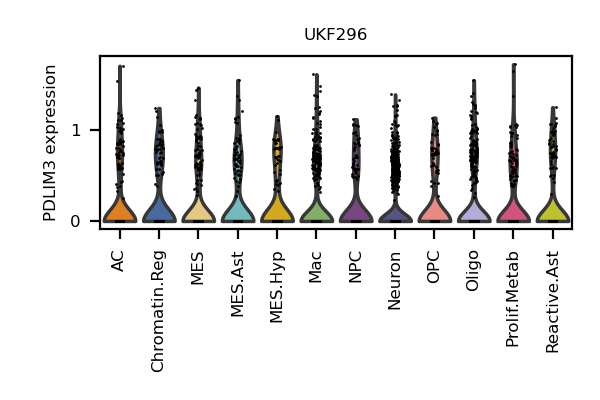 UKF296
PDLIM3 expression
1
0
AC
Chromatin.Reg
MES
MES.Ast
MES.Hyp
Mac
NPC
Neuron
OPC
Oligo
Prolif.Metab
Reactive.Ast